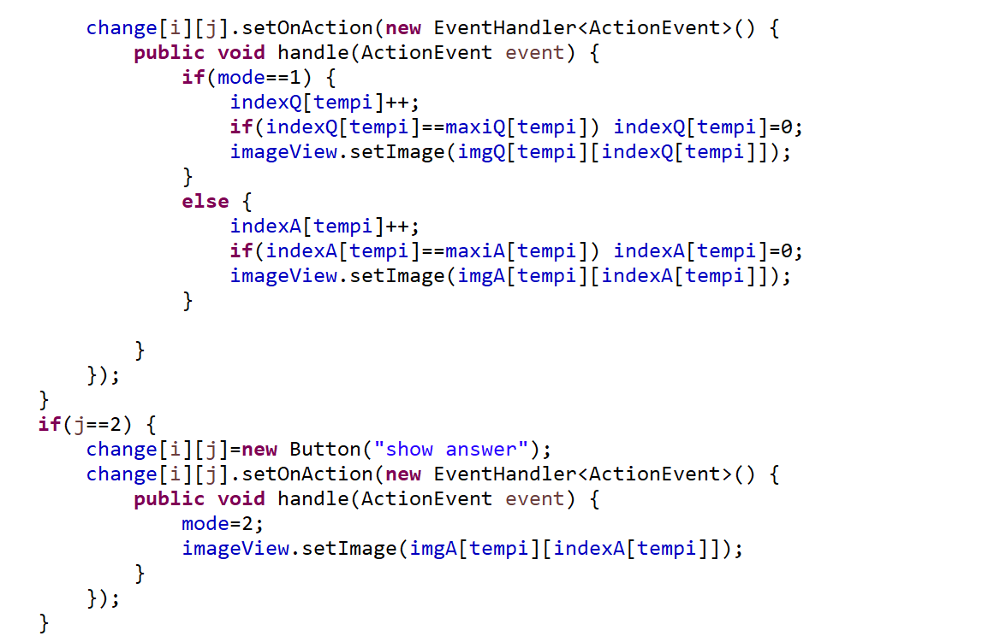 change[i][j].setOnAction(new EventHandler<ActionEvent>() {
public void handle(ActionEvent event) {
if(mode==1) {
indexQ[tempi]++;
if(indexQ[tempi]==maxiQ[tempi]) indexQ[tempi]=0;
imageView.setImage(imgQ[tempi][indexQ[tempi]]);
}
else {
indexA[tempi]++;
if(indexA[tempi]==maxiA[tempi]) indexA[tempi]=0;
imageView.setImage(imgA[tempi][indexA[tempi]]);
}
}
});
}
if(j==2) {
change[i][j]=new Button("show answer");
change[i][j].setOnAction(new EventHandler<ActionEvent>() {
public void handle(ActionEvent event) {
mode=2;
imageView.setImage(imgA[tempi][indexA[tempi]]);
}
});
}